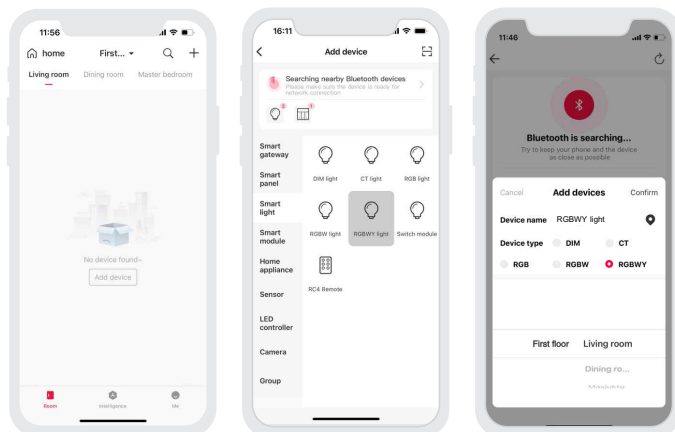 11:56
home
First...
Living room
Dining room
Master bedroom
No device found~
Add device
Room
Intelligence
Me
16:11
Add device
Searching nearby Bluetooth devices
Please make sure the device is ready for
network connection
3
1
Smart
gateway
Smart
panel
Smart
light
Smart
module
Home
appliance
Sensor
LED
controller
Camera
Group
DIM light
CT light
RGB light
RGBW light
RGBWY light
Switch module
RC4 Remote
11:46
Bluetooth is searching...
Try to keep your phone and the device
as close as possible
Cancel
Add devices
Confirm
Device name
RGBWY light
Device type
DIM
CT
RGB
RGBW
RGBWY
First floor
Living room
Dining ro...